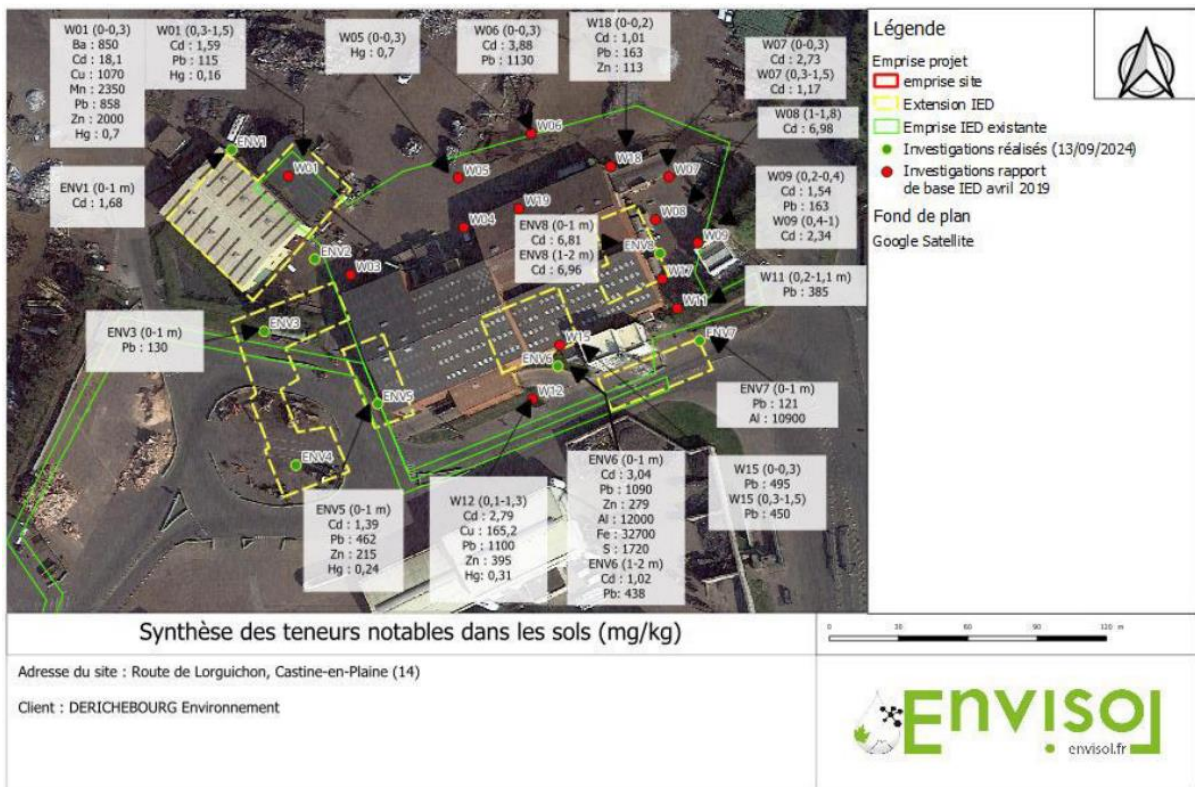 W01 (0-0,3)
Ba : 850
Cd : 18,1
Cu : 1070
Mn : 2350
Pb : 858
Zn : 2000
Hg : 0,7
W01 (0,3-1,5)
Cd : 1,59
Pb : 115
Hg : 0,16
W05 (0-0,3)
Hg : 0,7
W06 (0-0,3)
Cd : 3,88
Pb : 1130
W18 (0-0,2)
Cd : 1,01
Pb : 163
Zn : 113
W07 (0-0,3)
Cd : 2,73
W07 (0,3-1,5)
Cd : 1,17
W08 (1-1,8)
Cd : 6,98
W09 (0,2-0,4)
Cd : 1,54
Pb : 163
W09 (0,4-1)
Cd : 2,34
W11 (0,2-1,1 m)
Pb : 385
ENV1 (0-1 m)
Cd : 1,68
ENV8 (0-1 m)
Cd : 6,81
ENV8 (1-2 m)
Cd : 6,96
ENV3 (0-1 m)
Pb : 130
ENV7 (0-1 m)
Pb : 121
Al : 10900
W15 (0-0,3)
Pb : 495
W15 (0,3-1,5)
Pb : 450
ENV6 (0-1 m)
Cd : 3,04
Pb : 1090
Zn : 279
Al : 12000
Fe : 32700
S : 1720
ENV6 (1-2 m)
Cd : 1,02
Pb: 438
W12 (0,1-1,3)
Cd : 2,79
Cu : 165,2
Pb : 1100
Zn : 395
Hg: 0,31
ENV5 (0-1 m)
Cd : 1,39
Pb : 462
Zn : 215
Hg : 0,24
ENV1
W01
W05
W06
W18
W07
W04
W19
W08
ENV8
W09
ENV2
W03
W17
W11
ENV3
ENV7
W15
ENV6
ENV5
W12
ENV4
Légende
Emprise projet
emprise site
Extension IED
Emprise IED existante
Investigations réalisés (13/09/2024)
Investigations rapport
de base IED avril 2019
Fond de plan
Google Satellite
Synthèse des teneurs notables dans les sols (mg/kg)
0 30 60 90 120 m
Adresse du site : Route de Lorguichon, Castine-en-Plaine (14)
Client : DERICHEBOURG Environnement
Envisol
envisol.fr